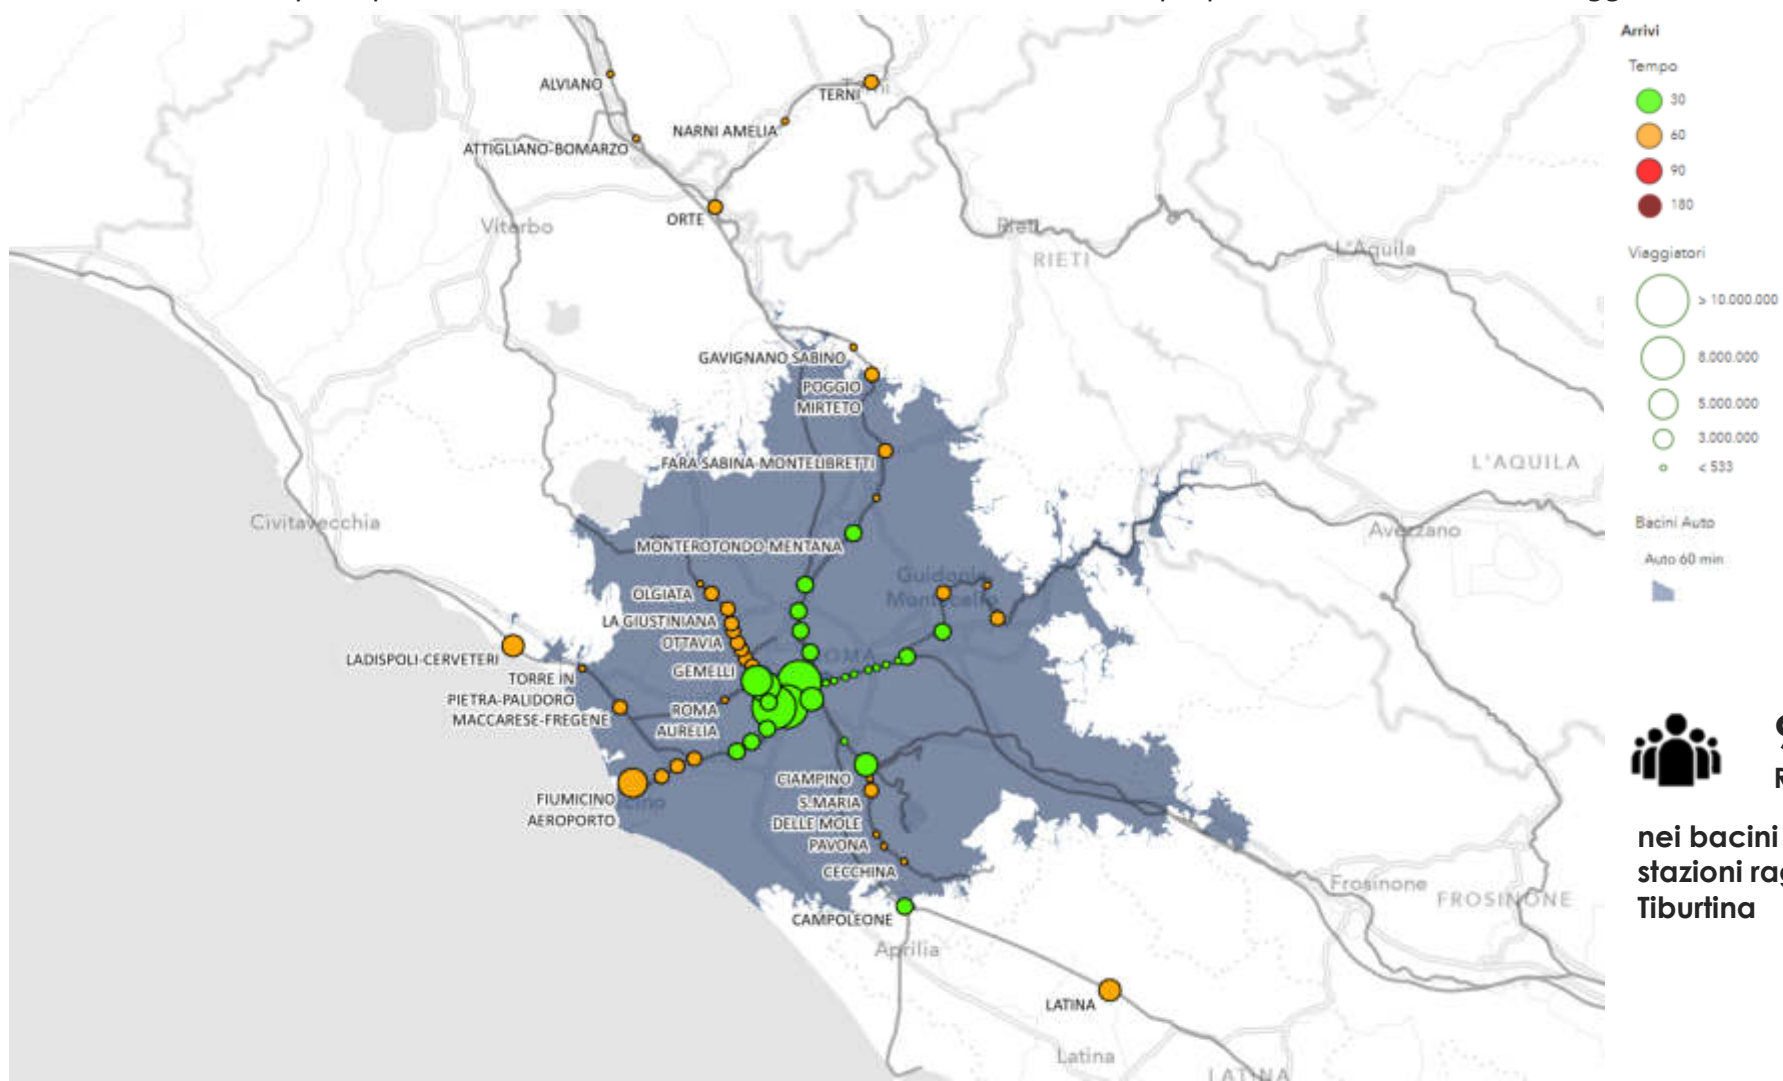 Arrivi
Tempo
30
60
90
180
Viaggiatori
> 10.000.000
8.000.000
5.000.000
3.000.000
< 533
Bacini Auto
Auto 60 min
ALVIANO
TERNI
NARNI AMELIA
ATTIGLIANO-BOMARZO
ORTE
Viterbo
Rieti
RIETI
L'Aquila
GAVIGNANO SABINO
POGGIO
MIRTETO
FARA SABINA-MONTELIBRETTI
L'AQUILA
Civitavecchia
Avezzano
MONTEROTONDO-MENTANA
Guidonia
Montecelio
OLGIATA
LA GIUSTINIANA
OTTAVIA
ROMA
LADISPOLI-CERVETERI
GEMELLI
TORRE IN
PIETRA-PALIDORO
MACCARESE-FREGENE
ROMA
AURELIA
CIAMPINO
FIUMICINO
AEROPORTO
S.MARIA
DELLE MOLE
PAVONA
CECCHINA
CAMPOLEONE
Frosinone
FROSINONE
Aprilia
LATINA
Latina
LATINA
nei bacini
stazioni rag
Tiburtina